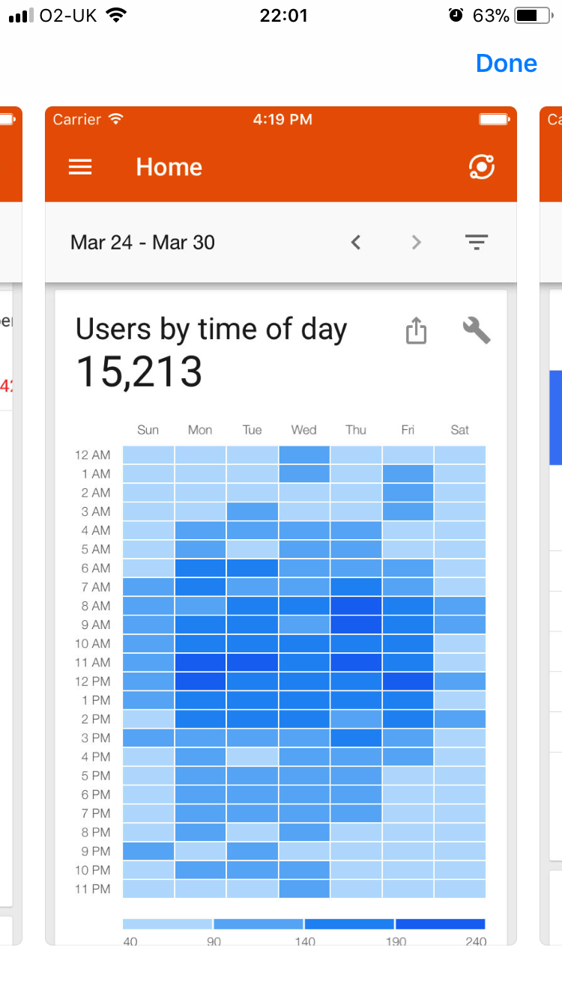 O2-UK 22:01 63%
Done
Carrier 4:19 PM
Home
Mar 24 - Mar 30
Users by time of day
15,213
Sun Mon Tue Wed Thu Fri Sat
12 AM
1 AM
2 AM
3 AM
4 AM
5 AM
6 AM
7 AM
8 AM
9 AM
10 AM
11 AM
12 PM
1 PM
2 PM
3 PM
4 PM
5 PM
6 PM
7 PM
8 PM
9 PM
10 PM
11 PM
40 90 140 190 240